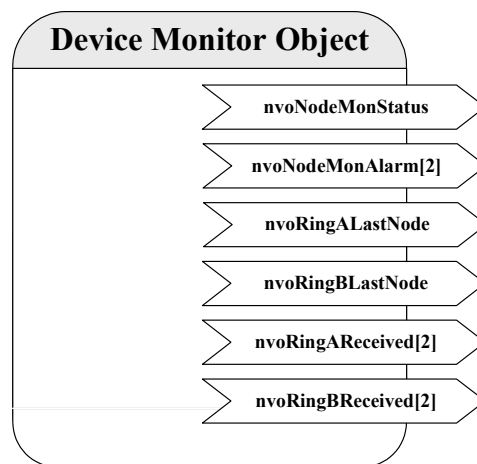 Device Monitor Object
nvoNodeMonStatus
nvoNodeMonAlarm[2]
nvoRingALastNode
nvoRingBLastNode
nvoRingAReceived[2]
nvoRingBReceived[2]